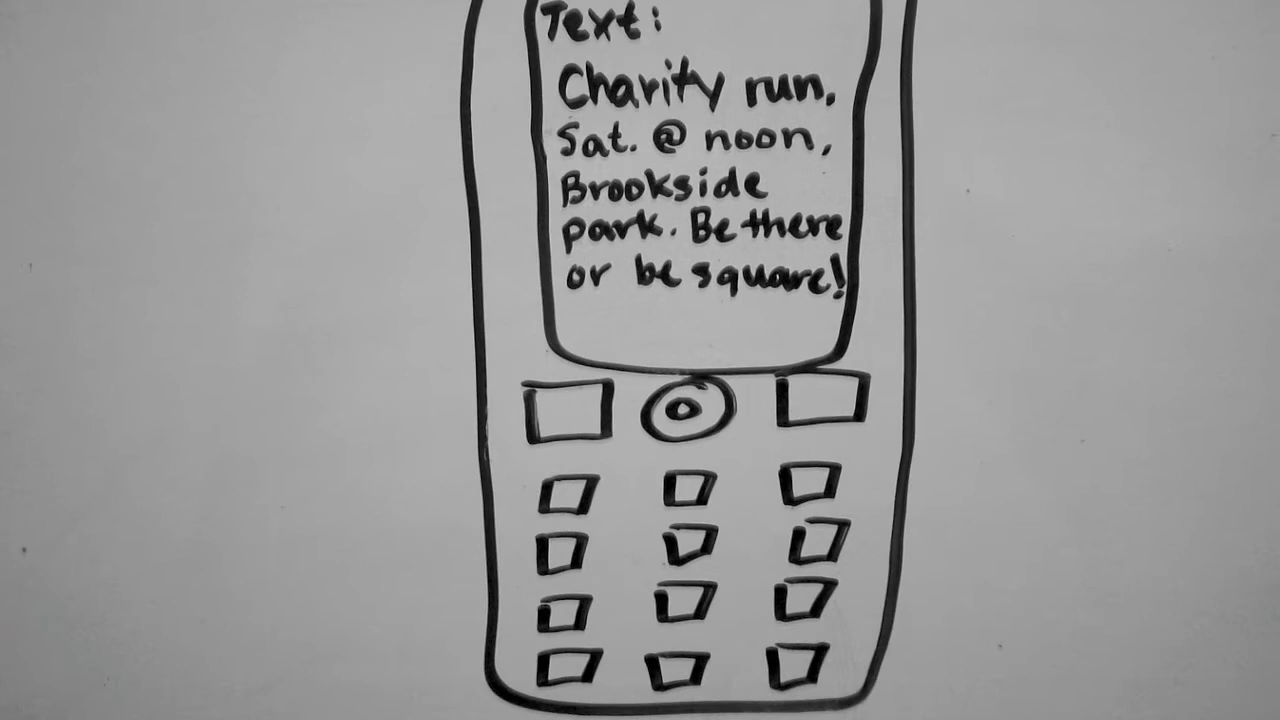 Text:
Charity run,
Sat. @ noon,
Brookside
park. Be there
or be square!